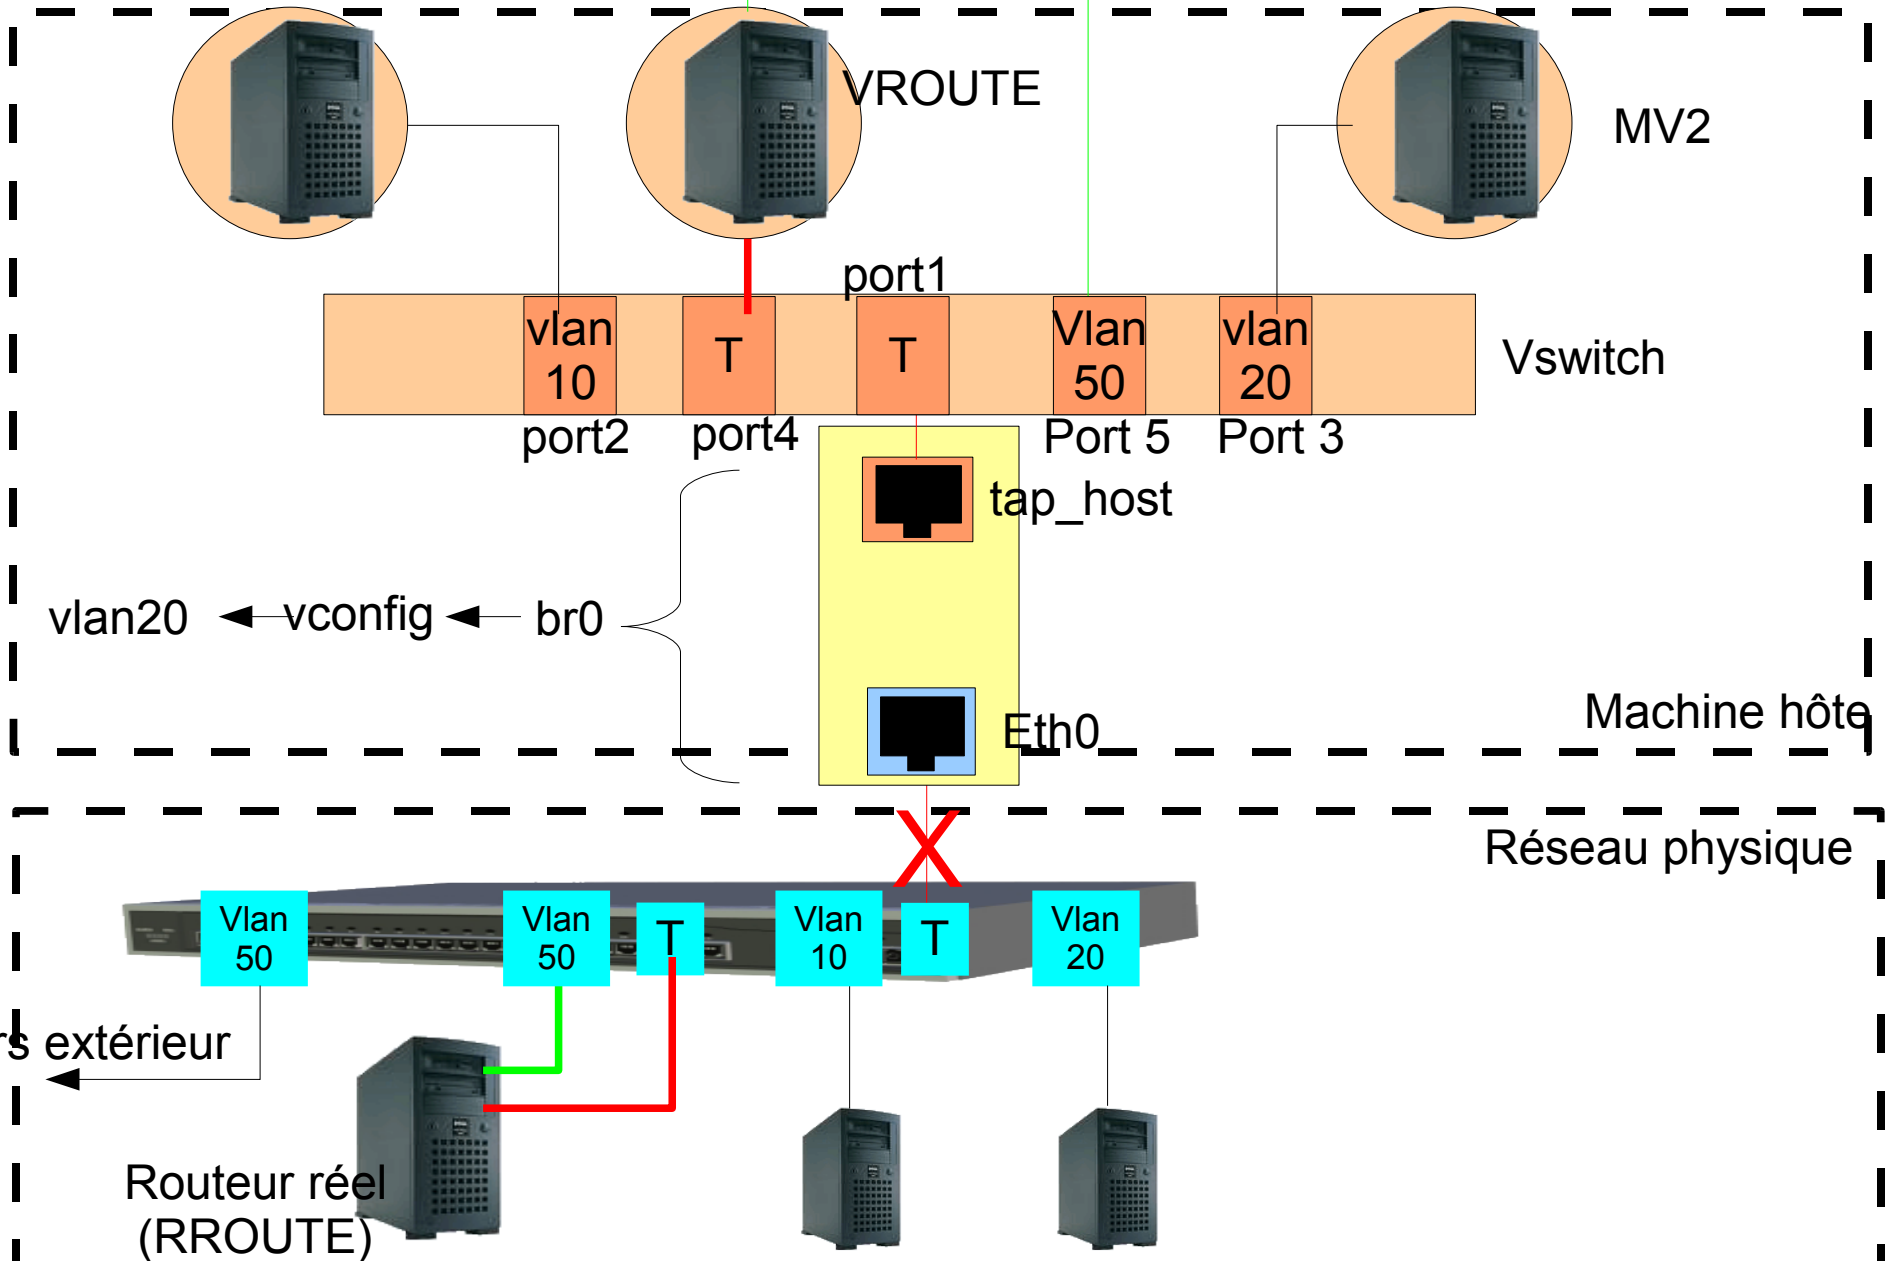 VROUTE
MV2
port1
vlan
10
T
T
Vlan
50
vlan
20
Vswitch
port2
port4
Port 5
Port 3
tap_host
vlan20
vconfig
br0
Eth0
Machine hôte
Réseau physique
X
Vlan
50
Vlan
50
T
Vlan
10
T
Vlan
20
extérieur
Routeur réel
(RROUTE)